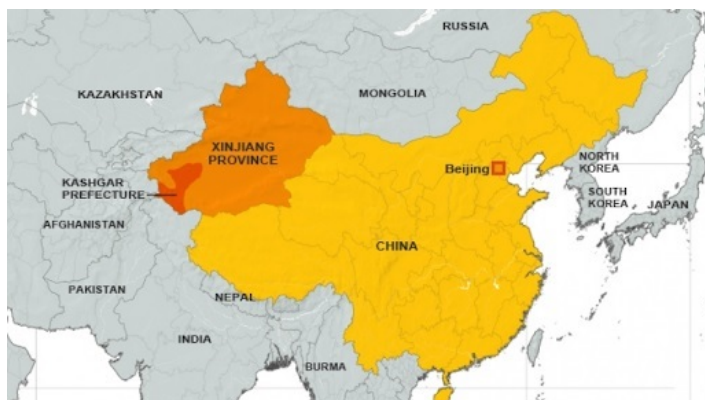 RUSSIA
KAZAKHSTAN
MONGOLIA
XINJIANG
PROVINCE
Beijing
NORTH
KOREA
KASHGAR
PREFECTURE
SOUTH
KOREA
JAPAN
AFGHANISTAN
CHINA
PAKISTAN
NEPAL
INDIA
BURMA